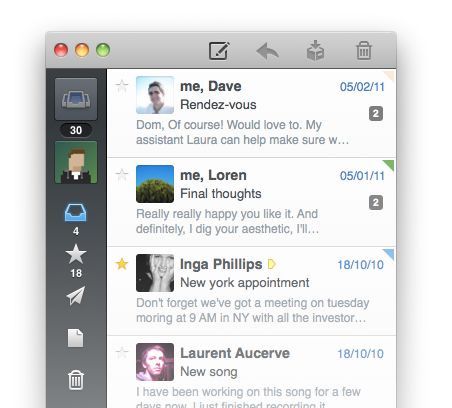 me, Dave 05/02/11
Rendez-vous
2
Dom, Of course! Would love to. My
assistant Laura can help make sure w…
30
me, Loren 05/01/11
Final thoughts
2
Really really happy you like it. And
definitely, I dig your aesthetic, I'll…
4
18
Inga Phillips 18/10/10
New york appointment
Don't forget we've got a meeting on tuesday
moring at 9 AM in NY with all the investor…
Laurent Aucerve 18/10/10
New song
I have been working on this song for a few
days now. I just finished recording it